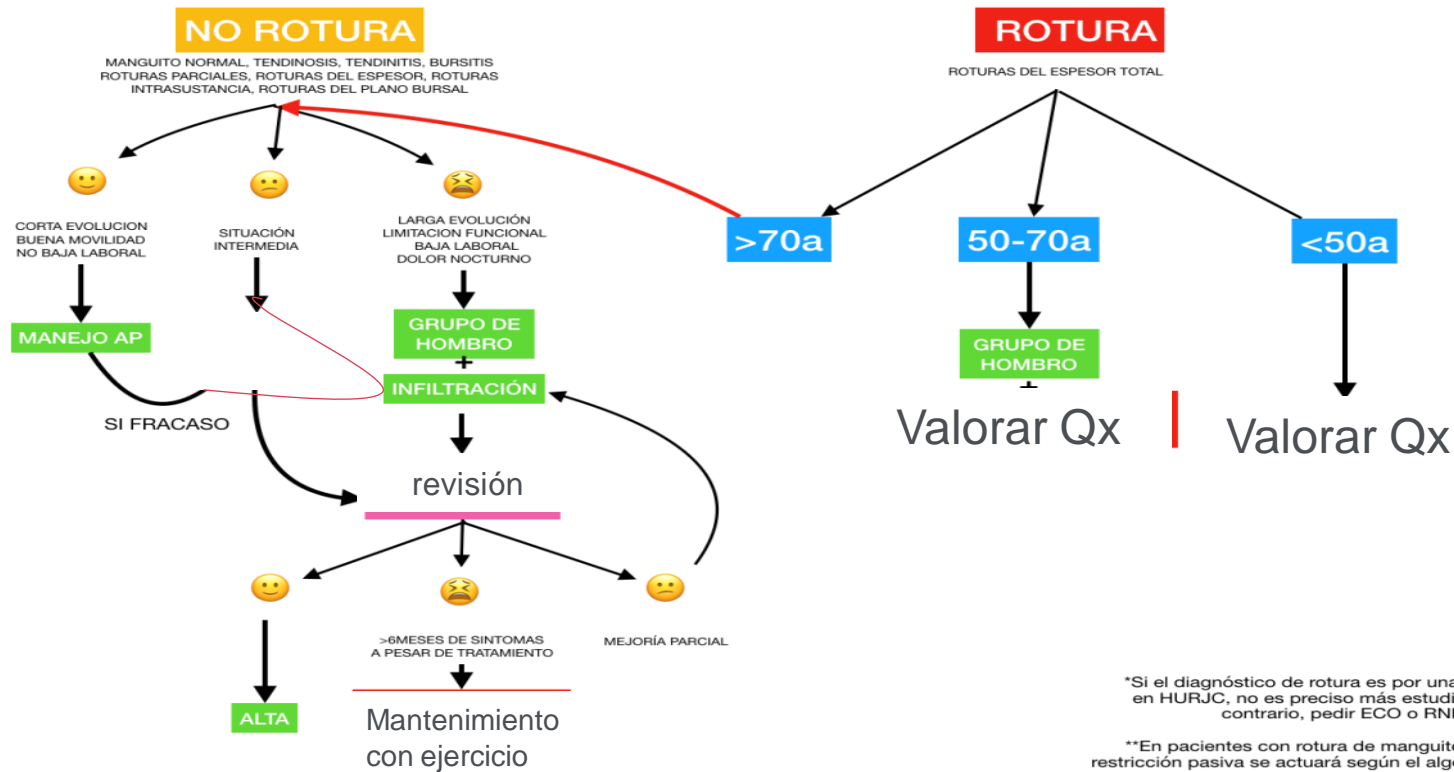 NO ROTURA
MANGUITO NORMAL, TENDINOSIS, TENDINITIS, BURSITIS
ROTURAS PARCIALES, ROTURAS DEL ESPESOR, ROTURAS
INTRASUSTANCIA, ROTURAS DEL PLANO BURSAL
ROTURA
ROTURAS DEL ESPESOR TOTAL
CORTA EVOLUCION
BUENA MOVILIDAD
NO BAJA LABORAL
SITUACIÓN
INTERMEDIA
LARGA EVOLUCIÓN
LIMITACION FUNCIONAL
BAJA LABORAL
DOLOR NOCTURNO
>70a
50-70a
<50a
MANEJO AP
GRUPO DE
HOMBRO
+
INFILTRACIÓN
GRUPO DE
HOMBRO
+
SI FRACASO
Valorar Qx
Valorar Qx
revisión
>6MESES DE SINTOMAS
A PESAR DE TRATAMIENTO
MEJORÍA PARCIAL
ALTA
Mantenimiento
con ejercicio
*Si el diagnóstico de rotura es por una
en HURJC, no es preciso más estudi
contrario, pedir ECO o
**En pacientes con rotura de manguito
restricción pasiva se actuará según el alg